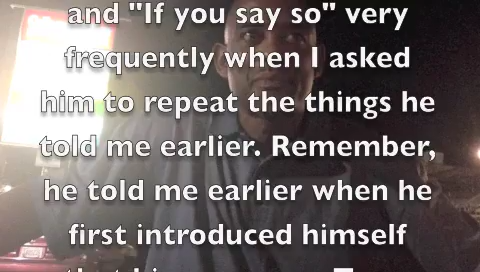 and "If you say so" very
frequently when I asked
him to repeat the things he
told me earlier. Remember,
he told me earlier when he
first introduced himself